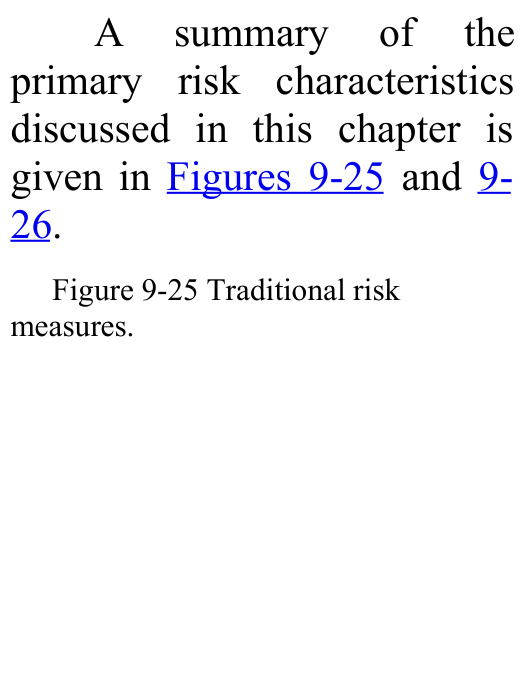 A summary of the
primary risk characteristics
discussed in this chapter is
given in Figures 9-25 and 9-
26.
Figure 9-25 Traditional risk
measures.